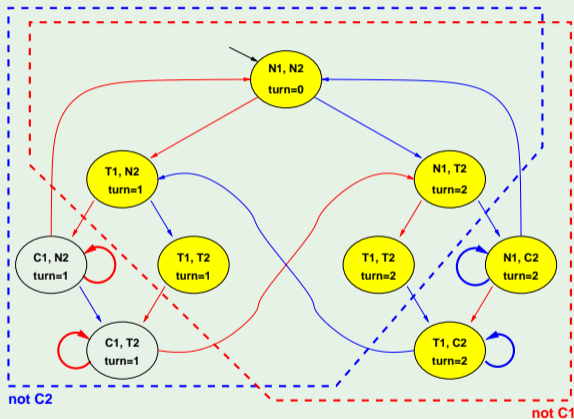 N1, N2
turn=0
T1, N2
turn=1
N1, T2
turn=2
C1, N2
turn=1
T1, T2
turn=1
T1, T2
turn=2
N1, C2
turn=2
C1, T2
turn=1
T1, C2
turn=2
not C2
not C1